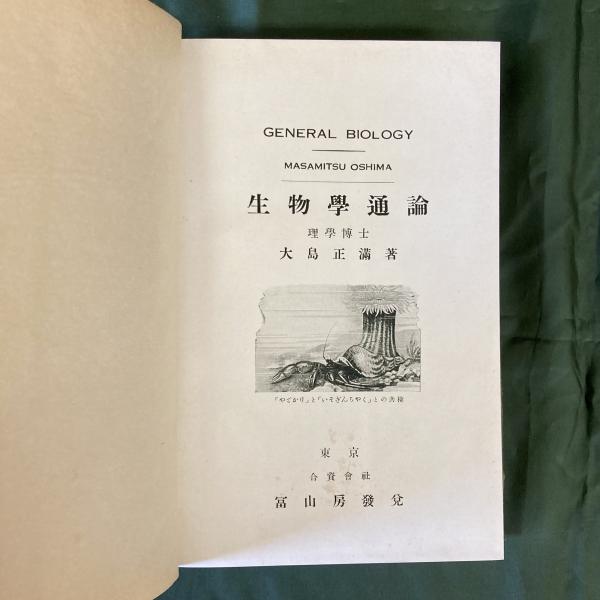 GENERAL BIOLOGY
MASAMITSU OSHIMA
生物學通論
理學博士
大島正滿著
「やどかり」と「いそぎんちやく」との共棲
東京
合資會社
冨山房發兌